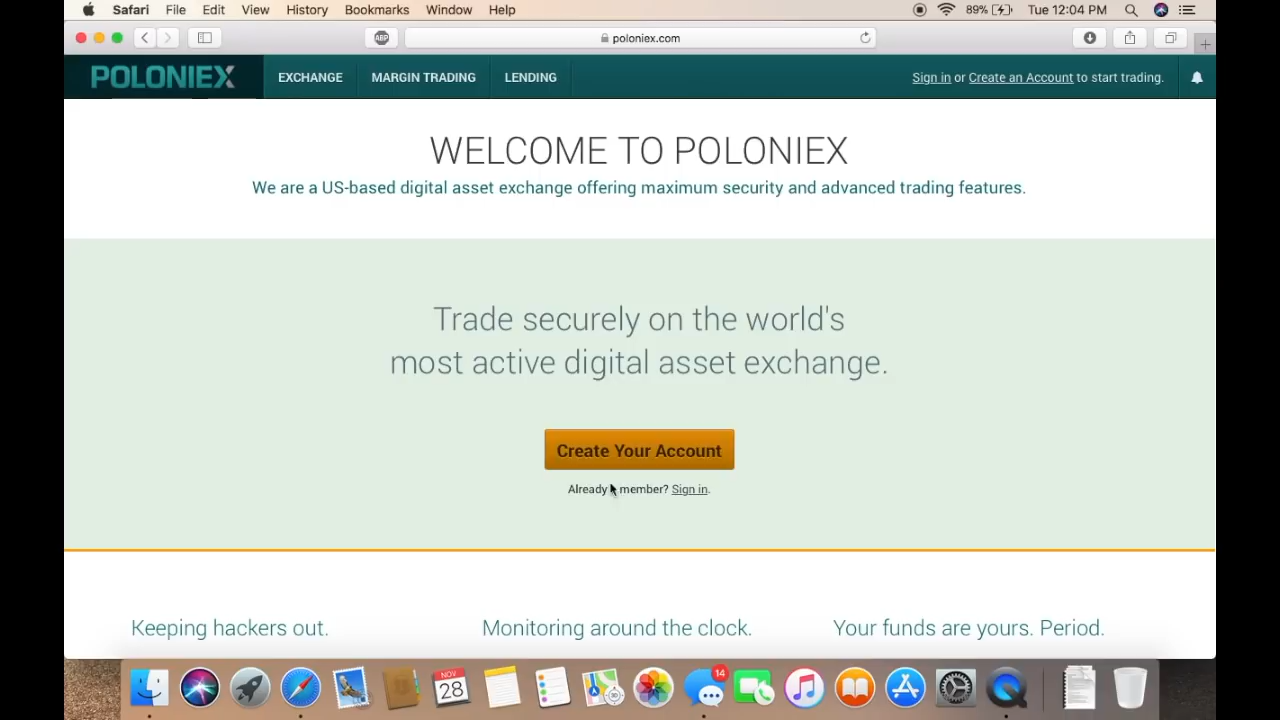 Safari File Edit View History Bookmarks Window Help 89% Tue 12:04 PM
ABP poloniex.com
POLONIEX EXCHANGE MARGIN TRADING LENDING Sign in or Create an Account to start trading.
WELCOME TO POLONIEX
We are a US-based digital asset exchange offering maximum security and advanced trading features.
Trade securely on the world's
most active digital asset exchange.
Create Your Account
Already member? Sign in.
Keeping hackers out. Monitoring around the clock. Your funds are yours. Period.
NOV
28
14